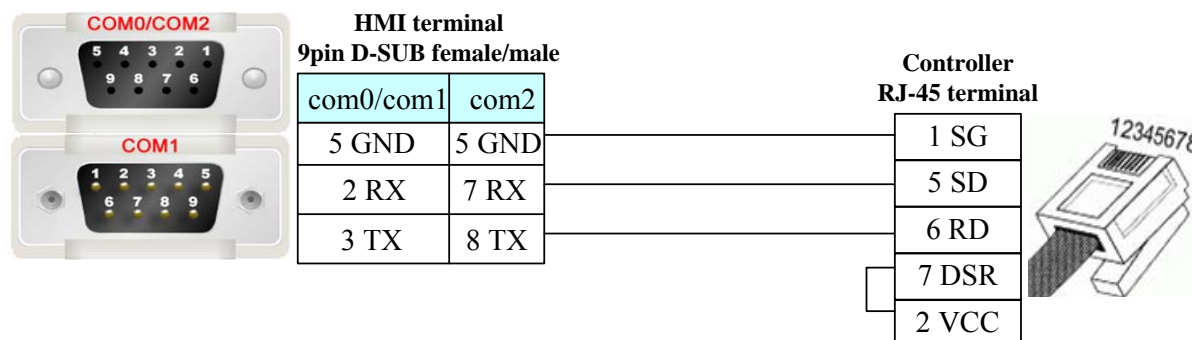 COM0/COM2
5 4 3 2 1
9 8 7 6
COM1
1 2 3 4 5
6 7 8 9
HMI terminal
9pin D-SUB female/male
com0/com1 com2
5 GND 5 GND
2 RX 7 RX
3 TX 8 TX
Controller
RJ-45 terminal
1 SG
5 SD
6 RD
7 DSR
2 VCC
12345678